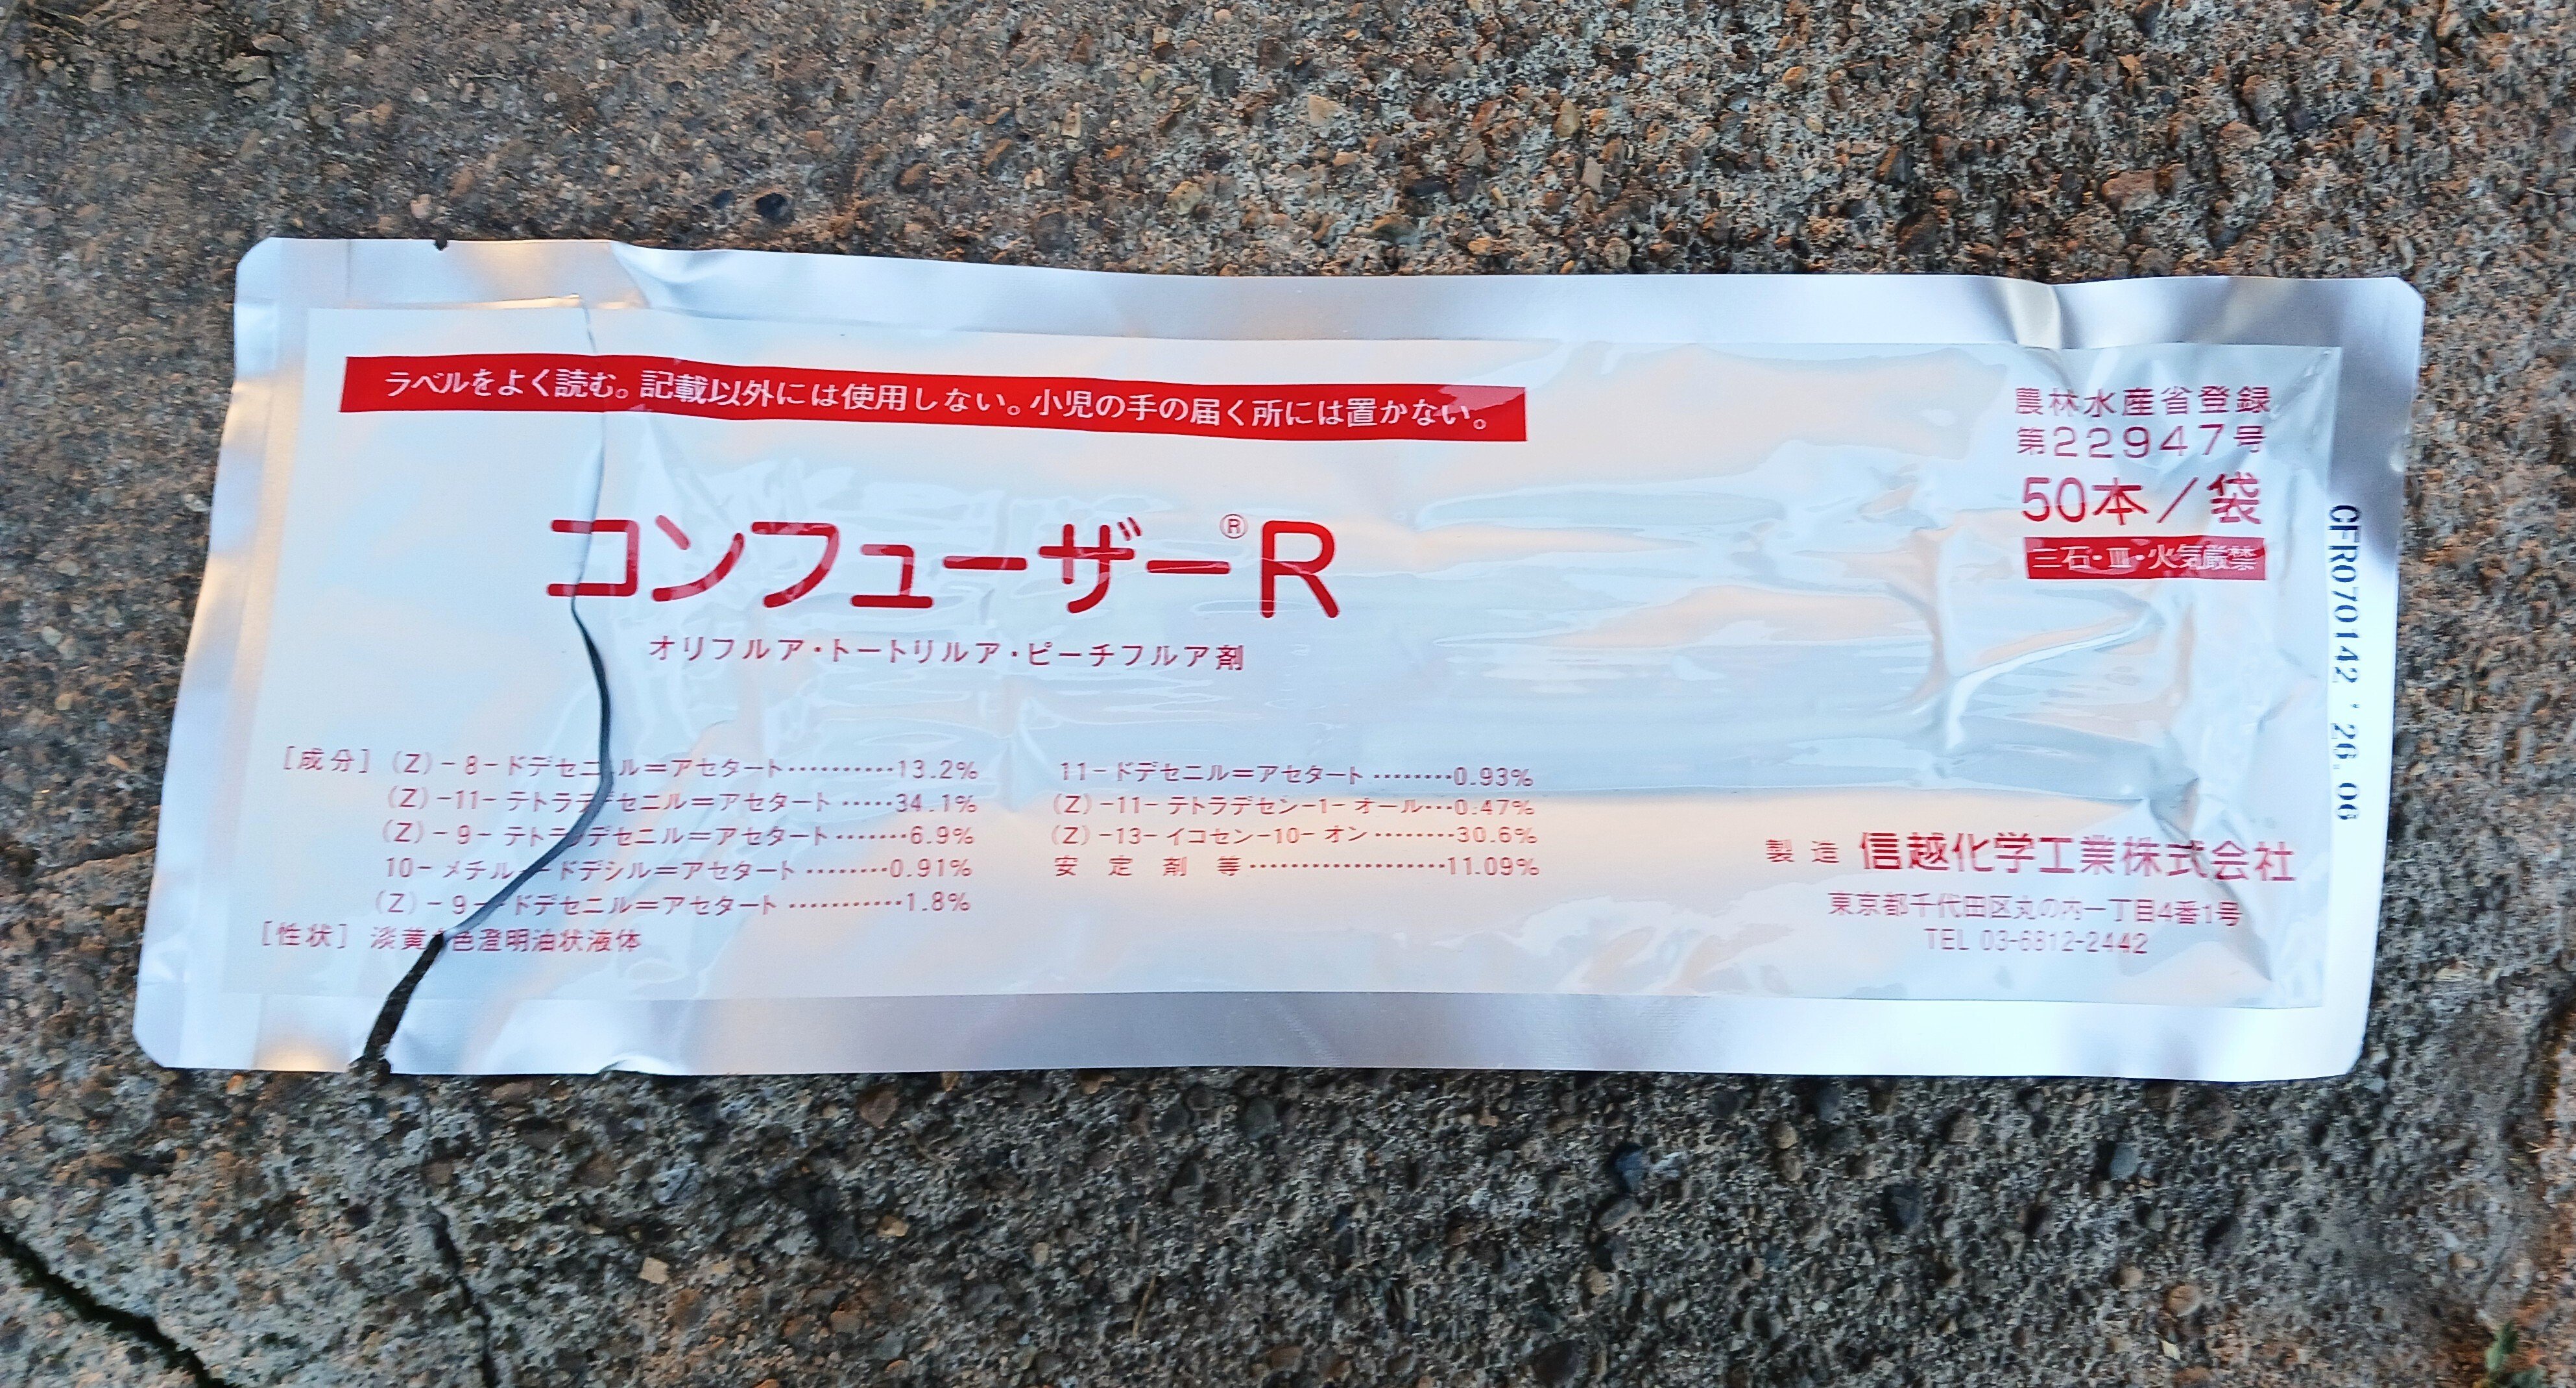 ラベルをよく読む。記載以外には使用しない。小児の手の届く所には置かない。
農林水産省登録
第22947号
50本／袋
三石・Ⅲ・火気厳禁
コンフューザー®R
オリフルア・トートリルア・ピーチフルア剤
CFR070142 '26.06
［成分］(Z)-8-ドデセニル＝アセタート…………13.2%
(Z)-11-テトラデセニル＝アセタート……34.1%
(Z)-9-テトラデセニル＝アセタート………6.9%
10-メチル-ドデシル＝アセタート………0.91%
(Z)-9-ドデセニル＝アセタート…………1.8%
11-ドデセニル＝アセタート………0.93%
(Z)-11-テトラデセン-1-オール…0.47%
(Z)-13-イコセン-10-オン………30.6%
安定剤等…………………11.09%
［性状］淡黄色澄明油状液体
製造 信越化学工業株式会社
東京都千代田区丸の内一丁目4番1号
TEL 03-6812-2442